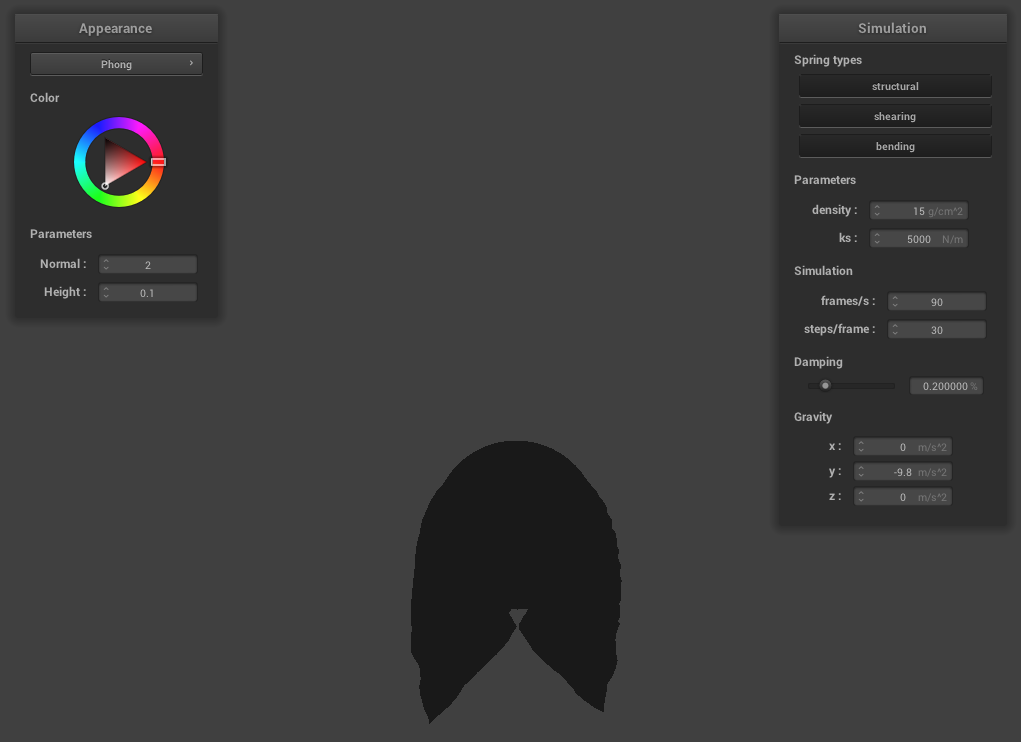 Appearance
Phong
Color
Parameters
Normal : 2
Height : 0.1
Simulation
Spring types
structural
shearing
bending
Parameters
density : 15 g/cm^2
ks : 5000 N/m
Simulation
frames/s : 90
steps/frame : 30
Damping
0.200000 %
Gravity
x : 0 m/s^2
y : -9.8 m/s^2
z : 0 m/s^2